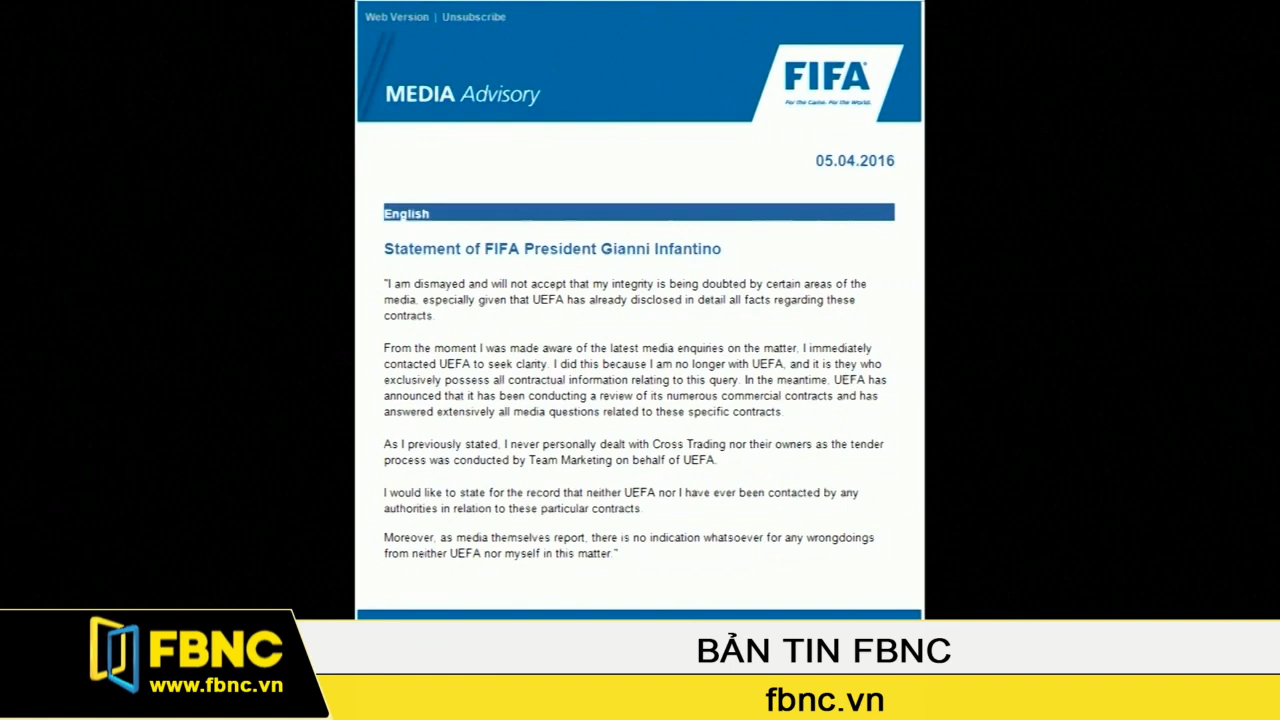 Web Version | Unsubscribe
MEDIA Advisory
FIFA
For the Game. For the World.
05.04.2016
English
Statement of FIFA President Gianni Infantino
"I am dismayed and will not accept that my integrity is being doubted by certain areas of the
media, especially given that UEFA has already disclosed in detail all facts regarding these
contracts.
From the moment I was made aware of the latest media enquiries on the matter, I immediately
contacted UEFA to seek clarity. I did this because I am no longer with UEFA, and it is they who
exclusively possess all contractual information relating to this query. In the meantime, UEFA has
announced that it has been conducting a review of its numerous commercial contracts and has
answered extensively all media questions related to these specific contracts.
As I previously stated, I never personally dealt with Cross Trading nor their owners as the tender
process was conducted by Team Marketing on behalf of UEFA.
I would like to state for the record that neither UEFA nor I have ever been contacted by any
authorities in relation to these particular contracts.
Moreover, as media themselves report, there is no indication whatsoever for any wrongdoings
from neither UEFA nor myself in this matter."
FBNC
www.fbnc.vn
BẢN TIN FBNC
fbnc.vn